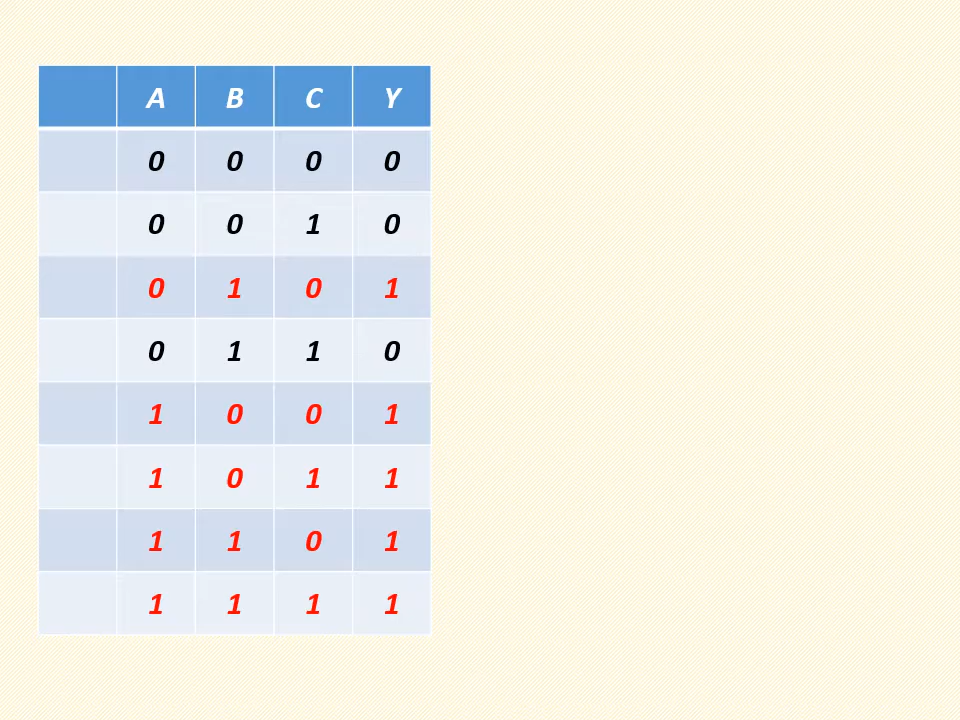 A B C Y
0 0 0 0
0 0 1 0
0 1 0 1
0 1 1 0
1 0 0 1
1 0 1 1
1 1 0 1
1 1 1 1